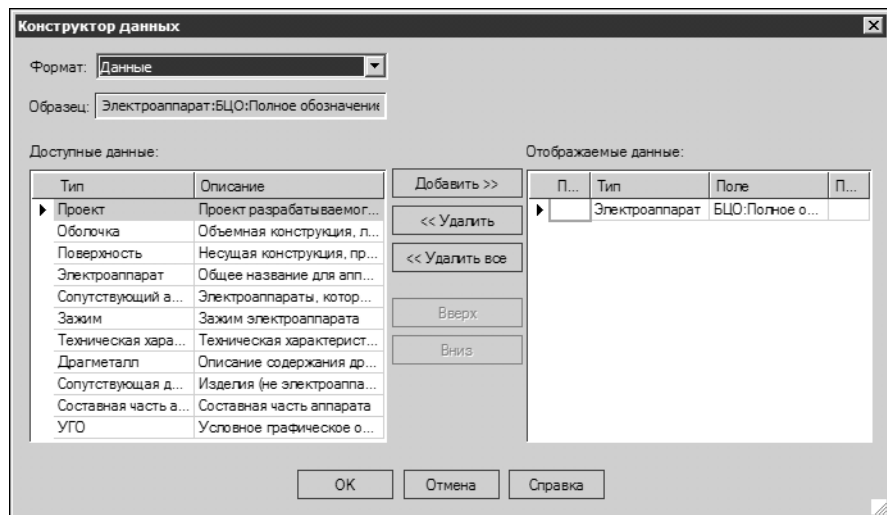 Конструктор данных
Формат: Данные
Образец: Электроаппарат:БЦО:Полное обозначение
Доступные данные:
Отображаемые данные:
Тип Описание
Проект Проект разрабатываемог...
Оболочка Объемная конструкция, л...
Поверхность Несущая конструкция, пр...
Электроаппарат Общее название для апп...
Сопутствующий а... Электроаппараты, котор...
Зажим Зажим электроаппарата
Техническая хара... Техническая характерист...
Драгметалл Описание содержания др...
Сопутствующая д... Изделия (не электроаппа...
Составная часть а... Составная часть аппарата
УГО Условное графическое о...
Добавить >>
<< Удалить
<< Удалить все
Вверх
Вниз
П... Тип Поле П...
Электроаппарат БЦО:Полное о...
OK Отмена Справка